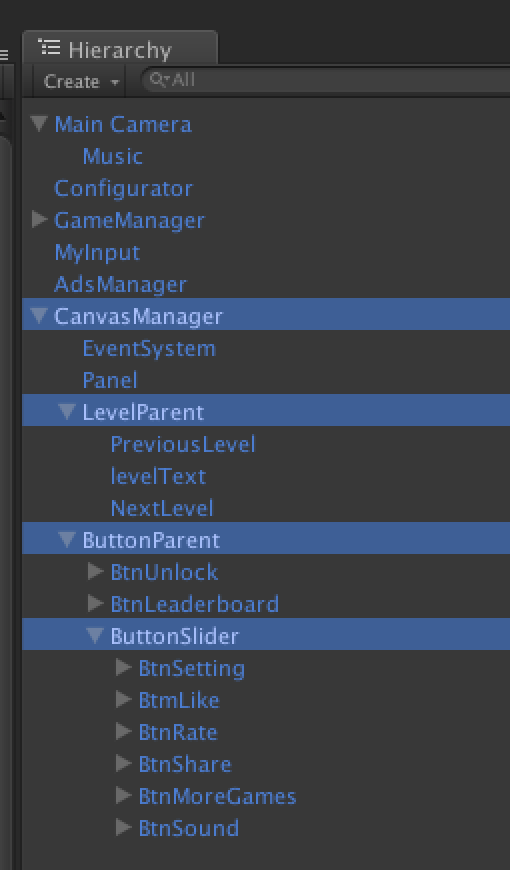 Hierarchy
Create
All
Main Camera
Music
Configurator
GameManager
MyInput
AdsManager
CanvasManager
EventSystem
Panel
LevelParent
PreviousLevel
levelText
NextLevel
ButtonParent
BtnUnlock
BtnLeaderboard
ButtonSlider
BtnSetting
BtmLike
BtnRate
BtnShare
BtnMoreGames
BtnSound